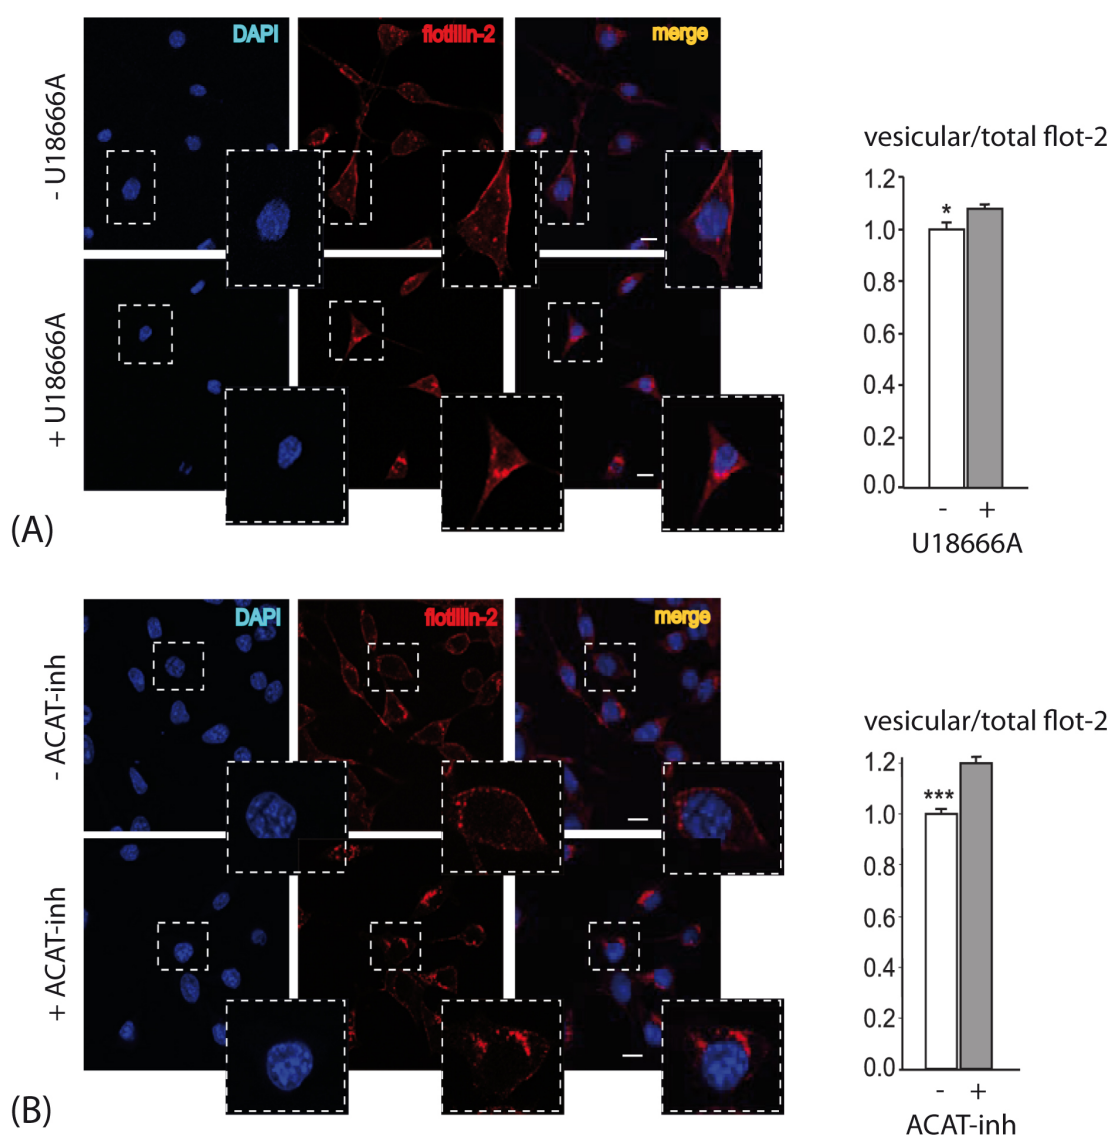 DAPI flotillin-2 merge
- U18666A
+ U18666A
(A)
vesicular/total flot-2
1.2
1.0
0.8
0.6
0.4
0.2
0.0
*
- +
U18666A
DAPI flotillin-2 merge
- ACAT-inh
+ ACAT-inh
(B)
vesicular/total flot-2
1.2
1.0
0.8
0.6
0.4
0.2
0.0
***
- +
ACAT-inh